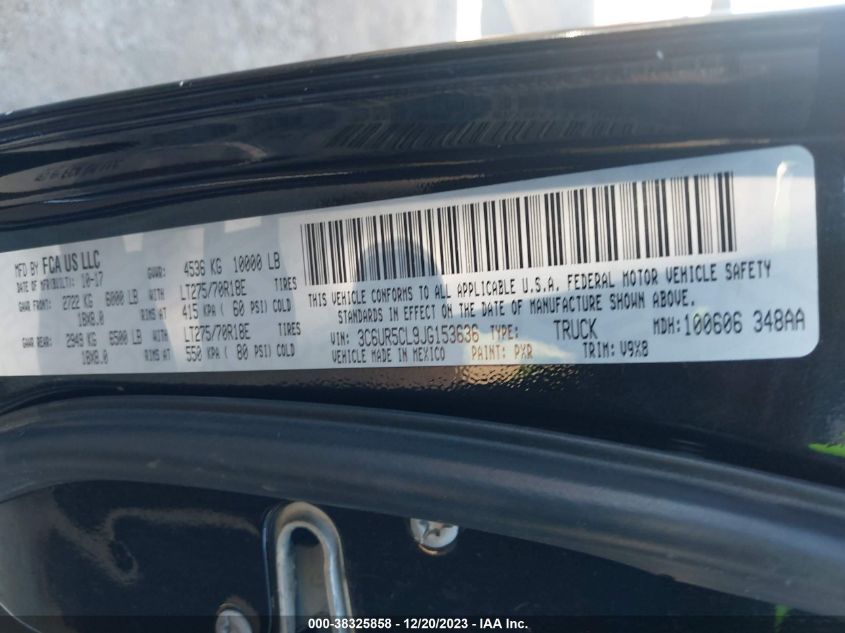 MFD BY FCA US LLC
DATE OF MFR(BUILT): 10-17 GVWR: 4536 KG 10000 LB
GAWR FRONT: 2722 KG 6000 LB WITH LT275/70R18E TIRES
18X8.0 RIMS AT 415 KPA ( 60 PSI) COLD
GAWR REAR: 2949 KG 6500 LB WITH LT275/70R18E TIRES
18X8.0 RIMS AT 550 KPA ( 80 PSI) COLD
THIS VEHICLE CONFORMS TO ALL APPLICABLE U.S.A. FEDERAL MOTOR VEHICLE SAFETY
STANDARDS IN EFFECT ON THE DATE OF MANUFACTURE SHOWN ABOVE.
VIN: 3C6UR5CL9JG153636 TYPE: TRUCK MDH: 100606 348AA
VEHICLE MADE IN MEXICO PAINT: PXR TRIM: V9X8
000-38325858 - 12/20/2023 - IAA Inc.